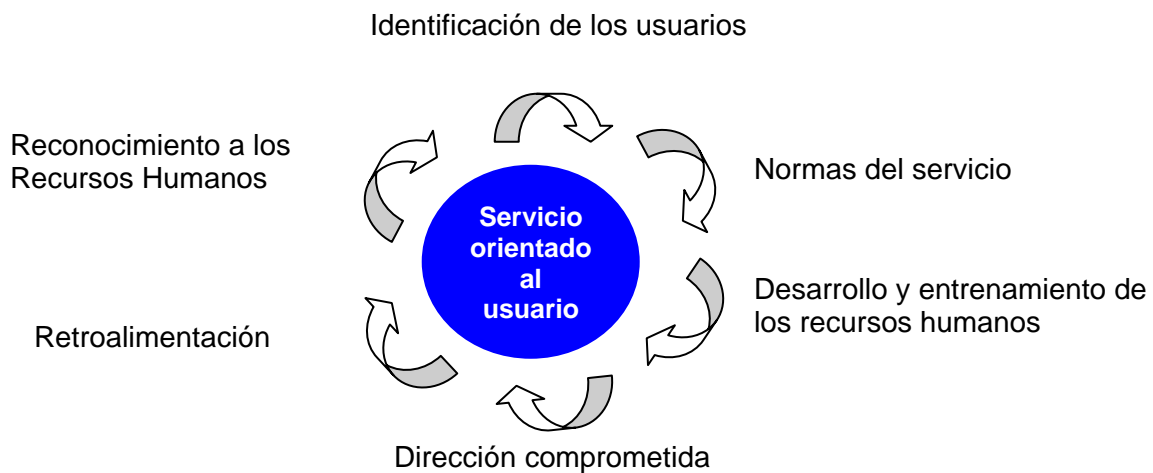 Identificación de los usuarios
Reconocimiento a los
Recursos Humanos
Normas del servicio
Servicio
orientado
al
usuario
Desarrollo y entrenamiento de
los recursos humanos
Retroalimentación
Dirección comprometida